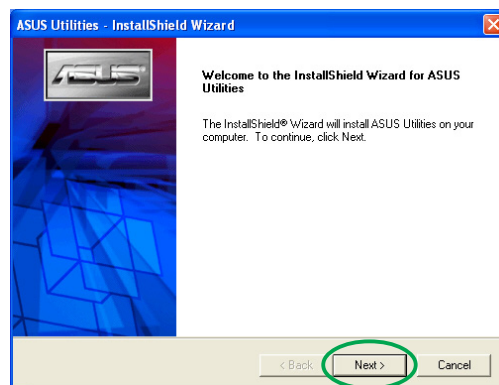 ASUS Utilities - InstallShield Wizard
ASUS
Welcome to the InstallShield Wizard for ASUS
Utilities
The InstallShield® Wizard will install ASUS Utilities on your
computer. To continue, click Next.
< Back
Next >
Cancel